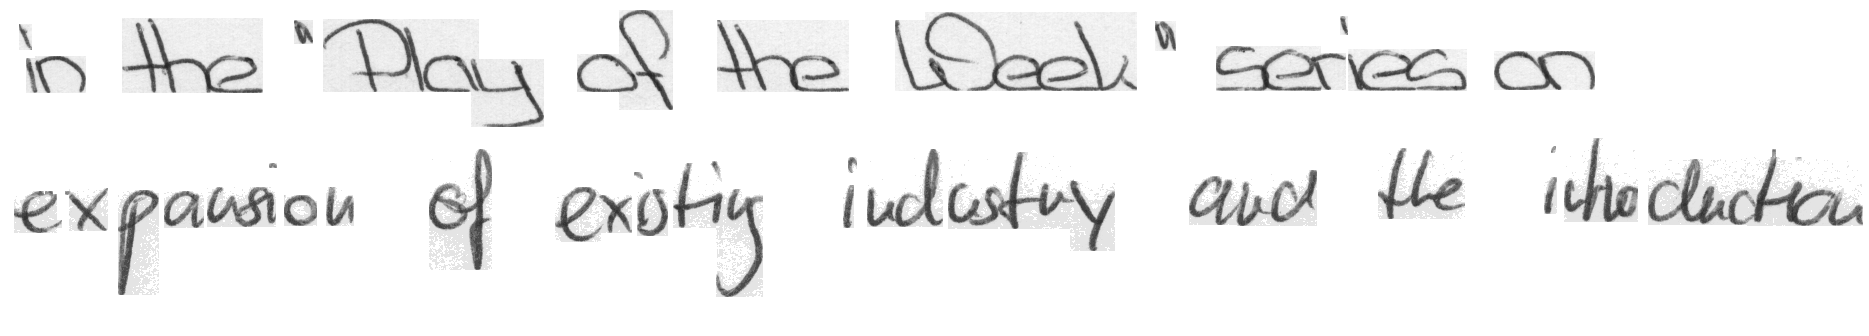 in the "Play of the Week" series on
expansion of existing industry and the introduction